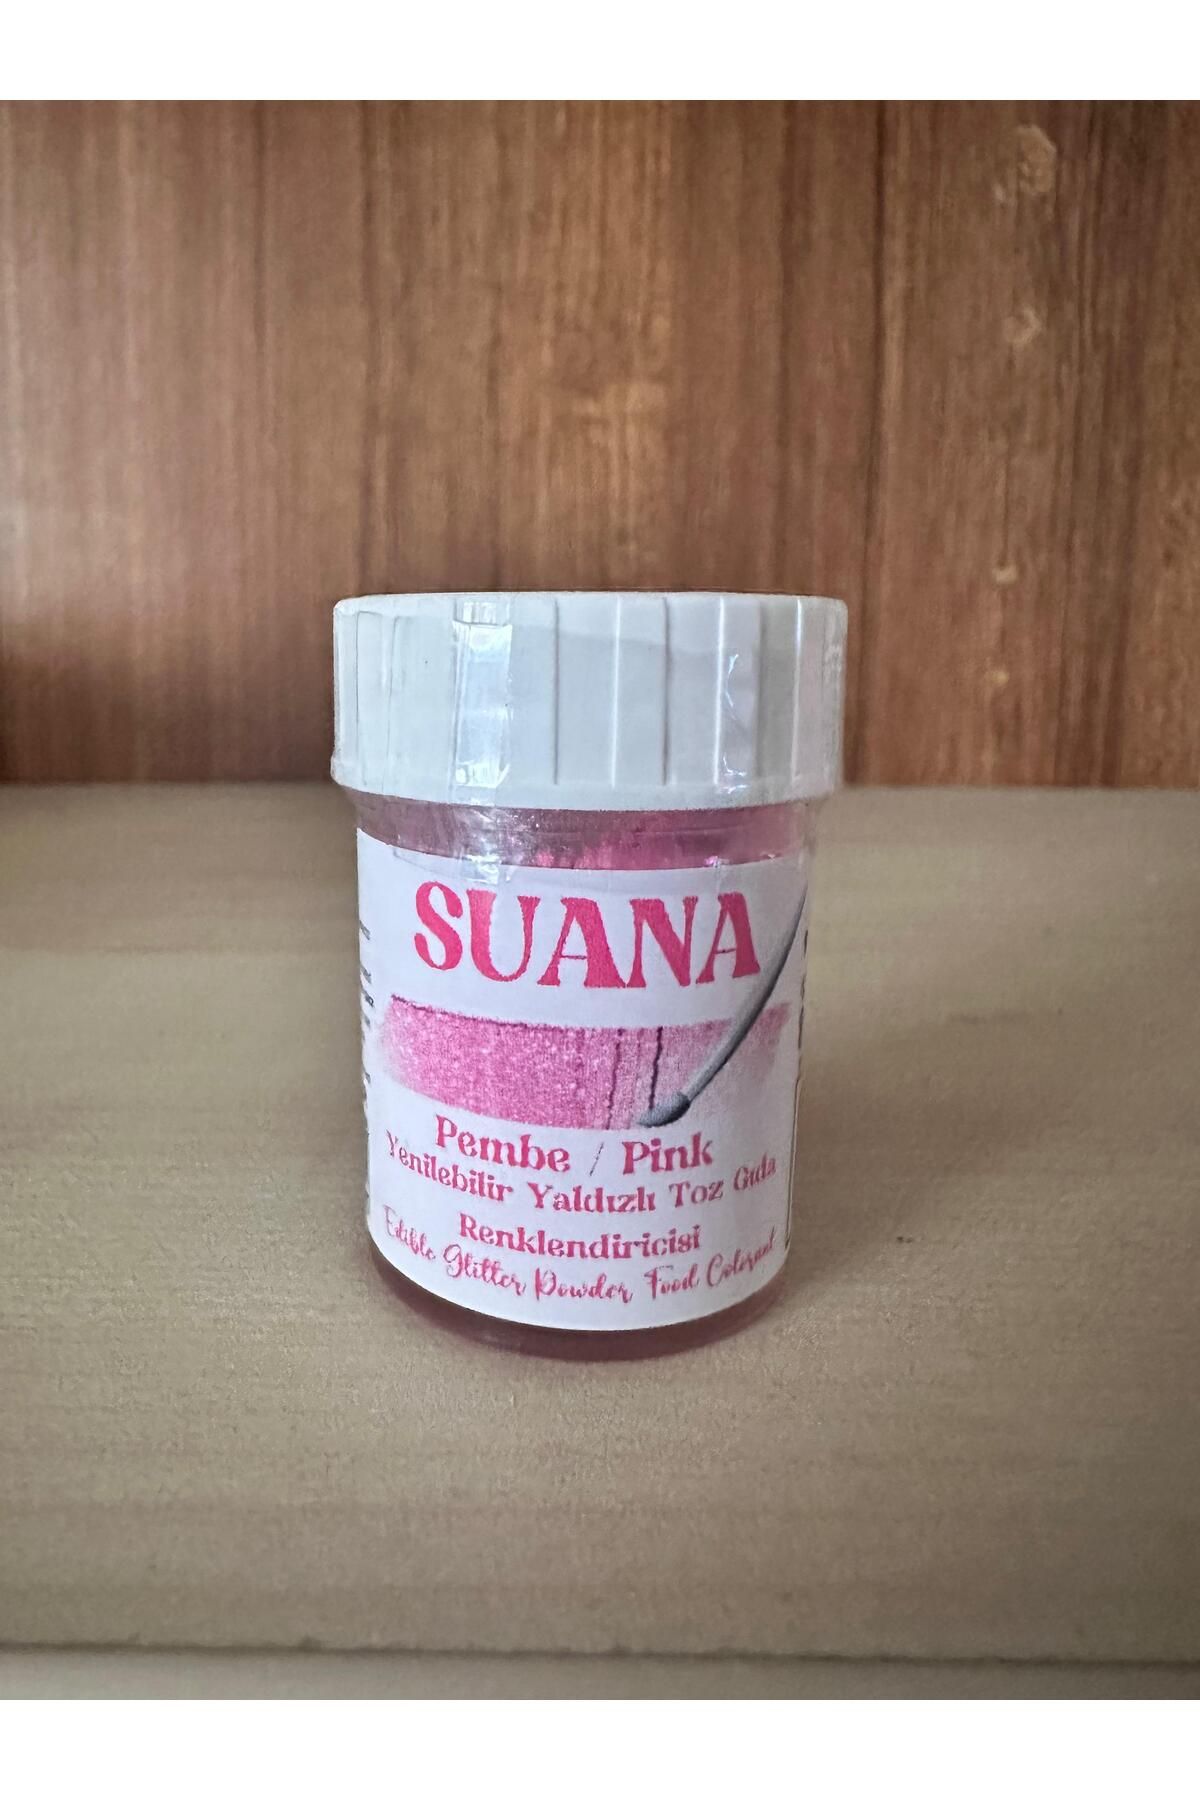 SUANA
Pembe / Pink
Yenilebilir Yaldızlı Toz Gıda
Renklendiricisi
Edible Glitter Powder Food Colorant